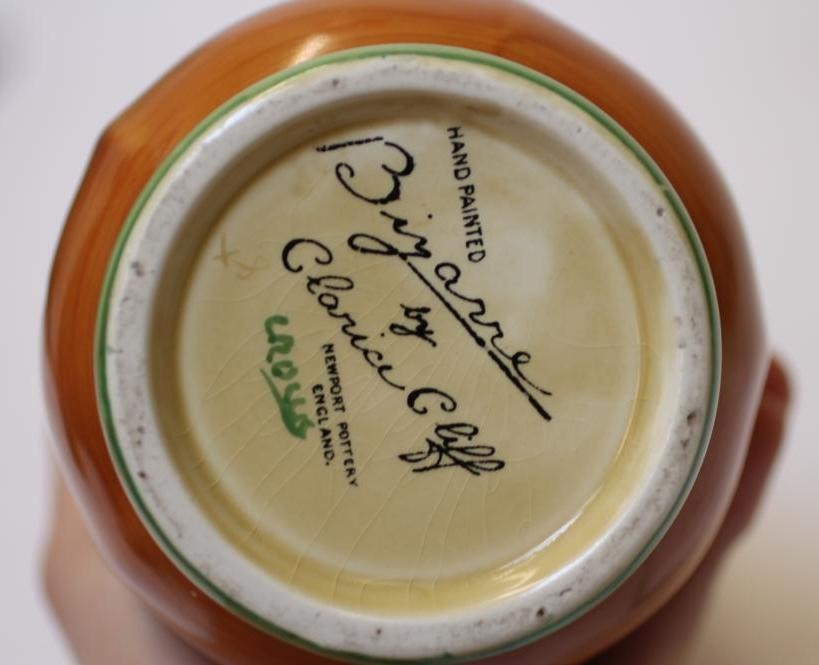 HAND PAINTED
Bizarre
by
Clarice Cliff
NEWPORT POTTERY
ENGLAND.